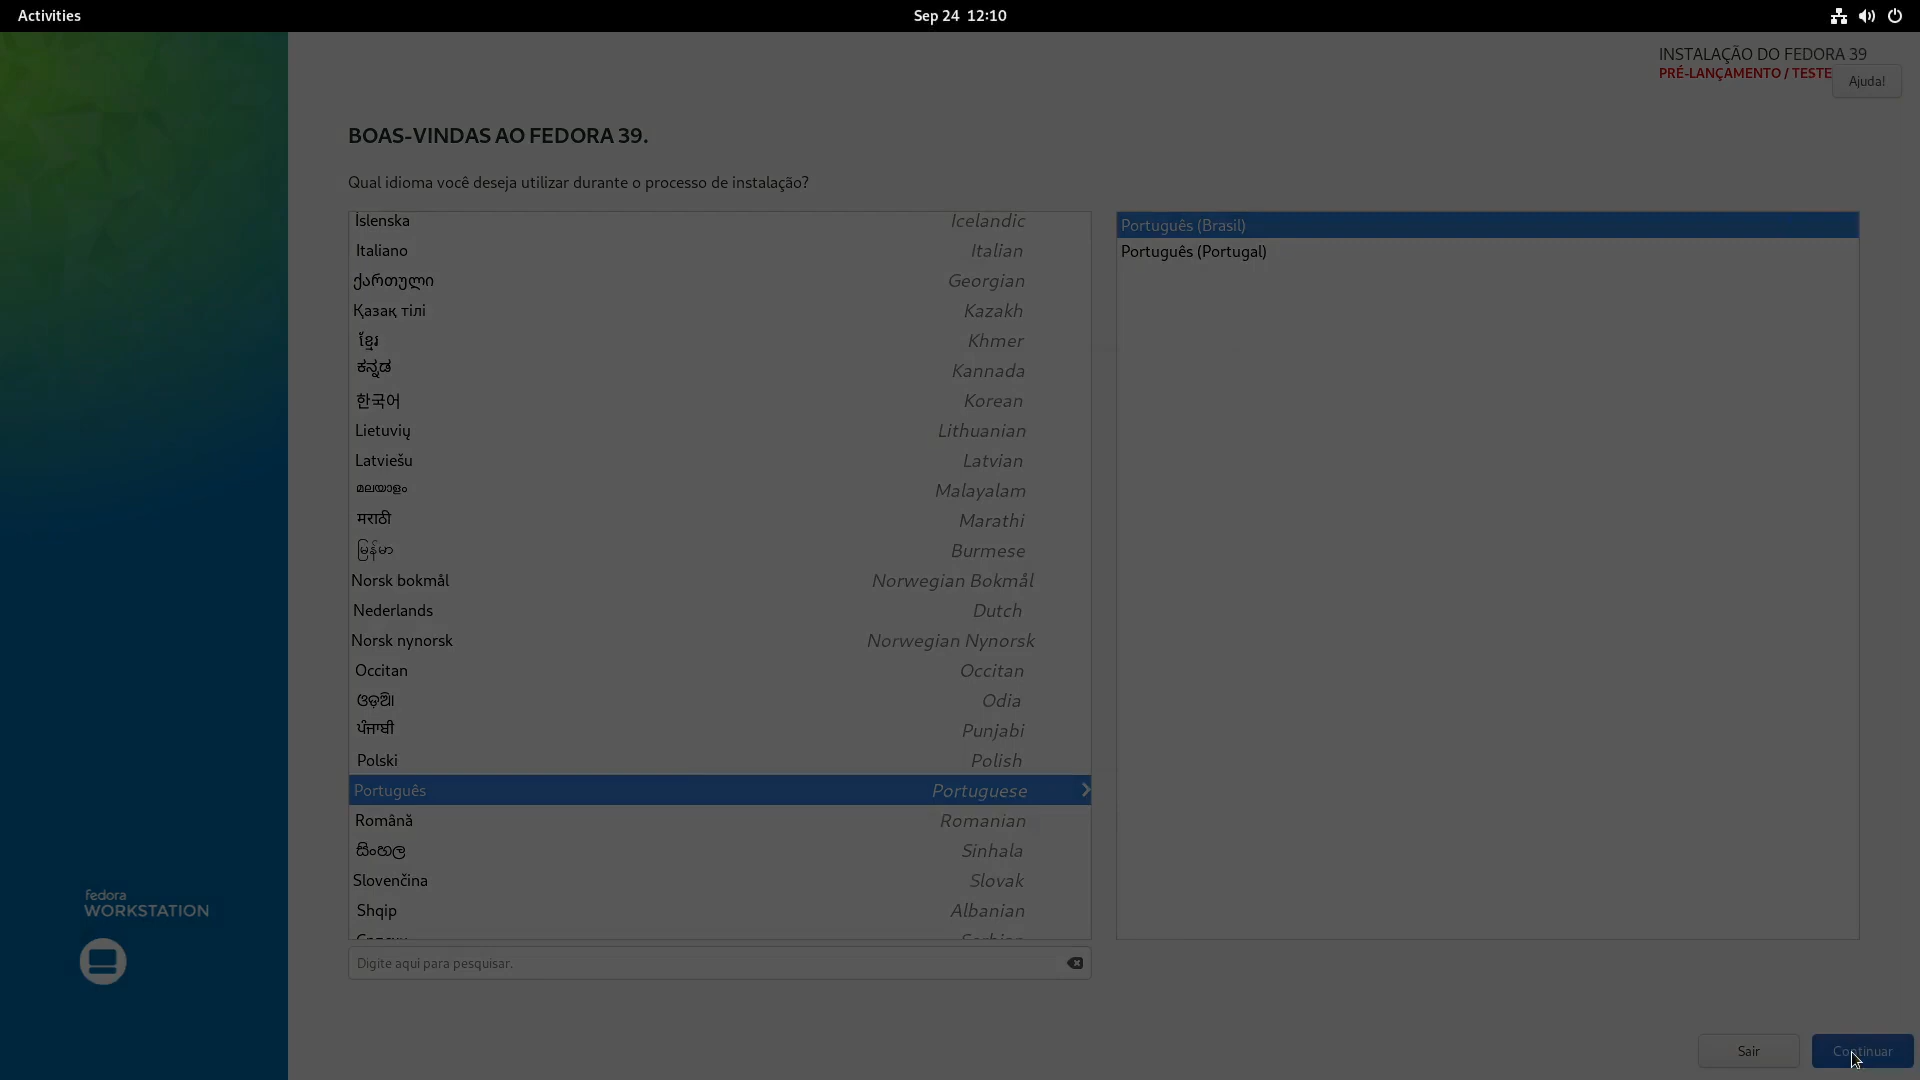 Activities
Sep 24 12:10
INSTALAÇÃO DO FEDORA 39
PRÉ-LANÇAMENTO / TESTE
Ajuda!
BOAS-VINDAS AO FEDORA 39.
Qual idioma você deseja utilizar durante o processo de instalação?
Íslenska Icelandic
Italiano Italian
ქართული Georgian
Қазақ тілі Kazakh
ខ្មែរ Khmer
ಕನ್ನಡ Kannada
한국어 Korean
Lietuvių Lithuanian
Latviešu Latvian
മലയാളം Malayalam
मराठी Marathi
မြန်မာ Burmese
Norsk bokmål Norwegian Bokmål
Nederlands Dutch
Norsk nynorsk Norwegian Nynorsk
Occitan Occitan
ଓଡ଼ିଆ Odia
ਪੰਜਾਬੀ Punjabi
Polski Polish
Português Portuguese
Română Romanian
සිංහල Sinhala
Slovenčina Slovak
Shqip Albanian
Српски Serbian
Português (Brasil)
Português (Portugal)
Digite aqui para pesquisar.
fedora
WORKSTATION
Sair
Continuar